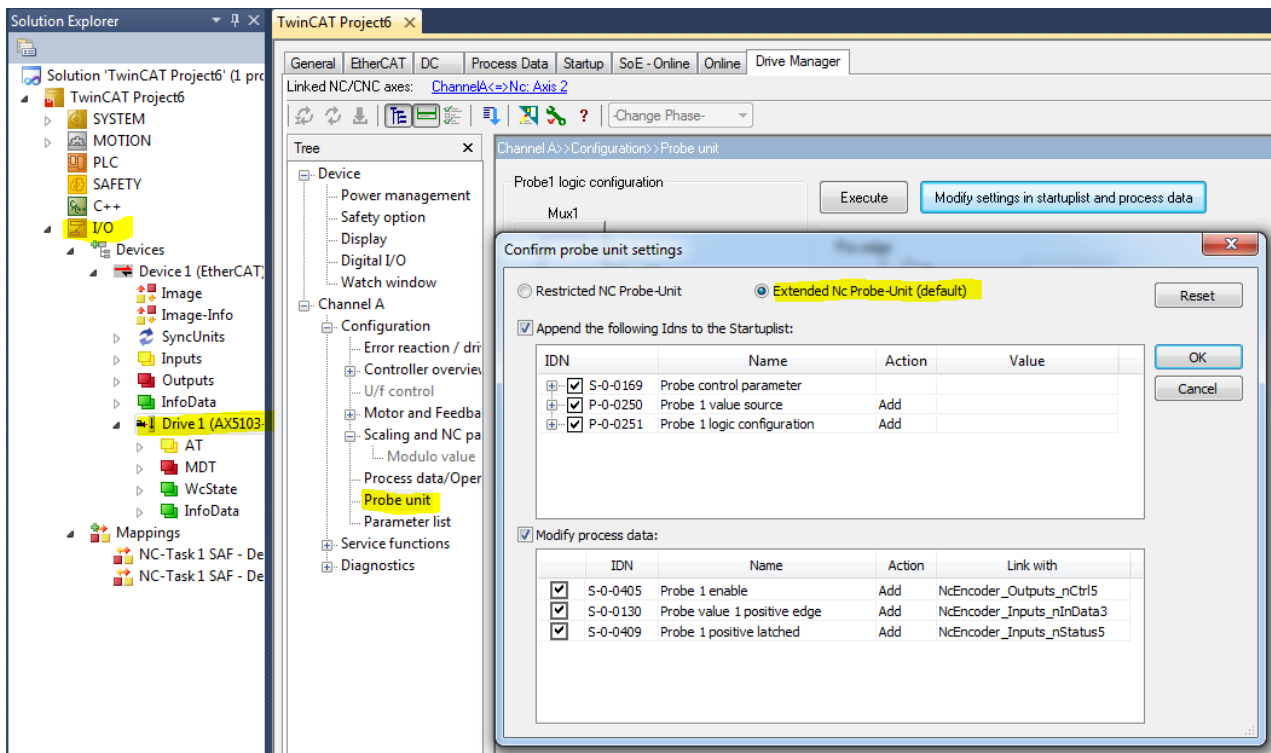 Solution Explorer
Solution 'TwinCAT Project6' (1 pro
TwinCAT Project6
SYSTEM
MOTION
PLC
SAFETY
C++
I/O
Devices
Device 1 (EtherCAT)
Image
Image-Info
SyncUnits
Inputs
Outputs
InfoData
Drive 1 (AX5103-
AT
MDT
WcState
InfoData
Mappings
NC-Task 1 SAF - De
NC-Task 1 SAF - De
TwinCAT Project6
General EtherCAT DC Process Data Startup SoE - Online Online Drive Manager
Linked NC/CNC axes: ChannelA<=>Nc: Axis 2
TE ? -Change Phase-
Tree
Device
Power management
Safety option
Display
Digital I/O
Watch window
Channel A
Configuration
Error reaction / dri
Controller overview
U/f control
Motor and Feedba
Scaling and NC pa
Modulo value
Process data/Oper
Probe unit
Parameter list
Service functions
Diagnostics
Channel A>>Configuration>>Probe unit
Probe1 logic configuration
Mux1
Execute Modify settings in startuplist and process data
Confirm probe unit settings
Restricted NC Probe-Unit Extended Nc Probe-Unit (default) Reset
Append the following Idns to the Startuplist:
IDN Name Action Value OK
S-0-0169 Probe control parameter
P-0-0250 Probe 1 value source Add Cancel
P-0-0251 Probe 1 logic configuration Add
Modify process data:
IDN Name Action Link with
S-0-0405 Probe 1 enable Add NcEncoder_Outputs_nCtrl5
S-0-0130 Probe value 1 positive edge Add NcEncoder_Inputs_nInData3
S-0-0409 Probe 1 positive latched Add NcEncoder_Inputs_nStatus5